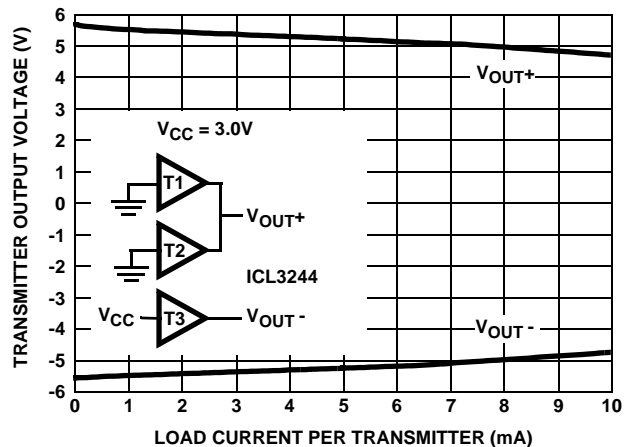 TRANSMITTER OUTPUT VOLTAGE (V)
6
5
4
3
2
1
0
-1
-2
-3
-4
-5
-6
VOUT+
VCC = 3.0V
T1
VOUT+
T2
ICL3244
VCC
T3
VOUT -
VOUT -
0
1
2
3
4
5
6
7
8
9
10
LOAD CURRENT PER TRANSMITTER (mA)